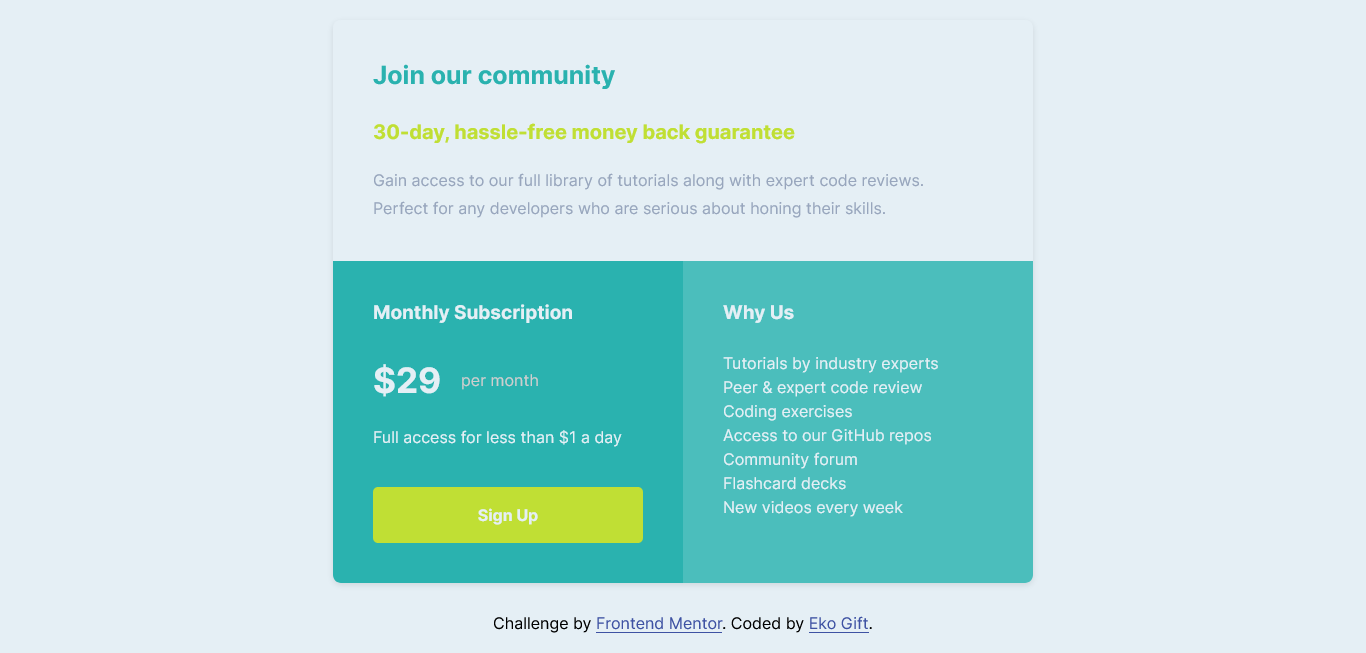 Join our community
30-day, hassle-free money back guarantee
Gain access to our full library of tutorials along with expert code reviews.
Perfect for any developers who are serious about honing their skills.
Monthly Subscription
$29 per month
Full access for less than $1 a day
Sign Up
Why Us
Tutorials by industry experts
Peer & expert code review
Coding exercises
Access to our GitHub repos
Community forum
Flashcard decks
New videos every week
Challenge by Frontend Mentor. Coded by Eko Gift.